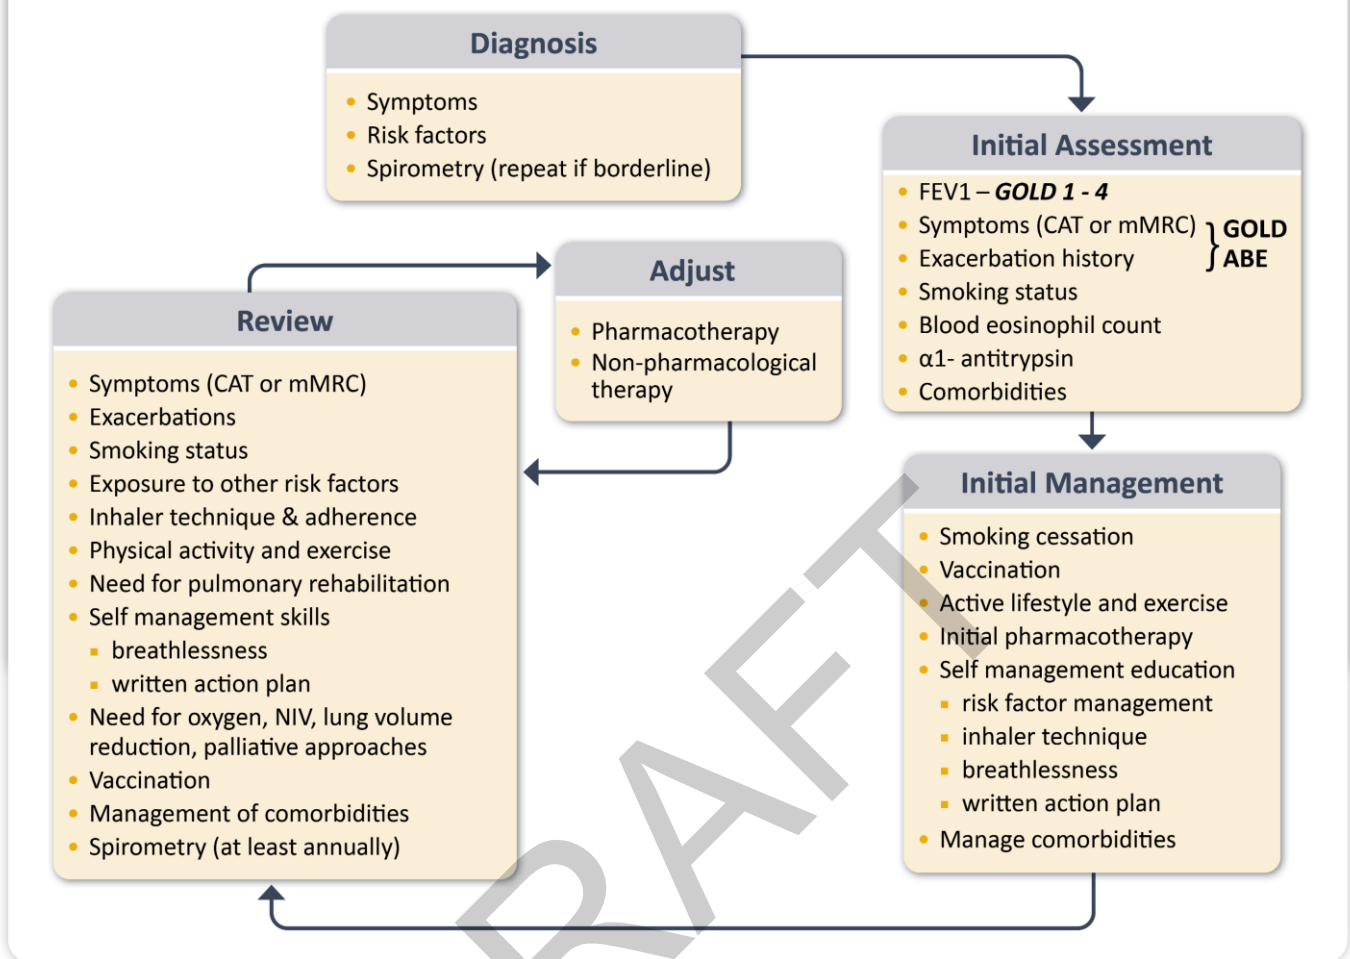 Diagnosis
• Symptoms
• Risk factors
• Spirometry (repeat if borderline)
Initial Assessment
• FEV1 – GOLD 1 - 4
• Symptoms (CAT or mMRC)
• Exacerbation history
} GOLD
ABE
• Smoking status
• Blood eosinophil count
• α1- antitrypsin
• Comorbidities
Initial Management
• Smoking cessation
• Vaccination
• Active lifestyle and exercise
• Initial pharmacotherapy
• Self management education
▪ risk factor management
▪ inhaler technique
▪ breathlessness
▪ written action plan
• Manage comorbidities
Review
• Symptoms (CAT or mMRC)
• Exacerbations
• Smoking status
• Exposure to other risk factors
• Inhaler technique & adherence
• Physical activity and exercise
• Need for pulmonary rehabilitation
• Self management skills
▪ breathlessness
▪ written action plan
• Need for oxygen, NIV, lung volume
reduction, palliative approaches
• Vaccination
• Management of comorbidities
• Spirometry (at least annually)
Adjust
• Pharmacotherapy
• Non-pharmacological
therapy
RAFT